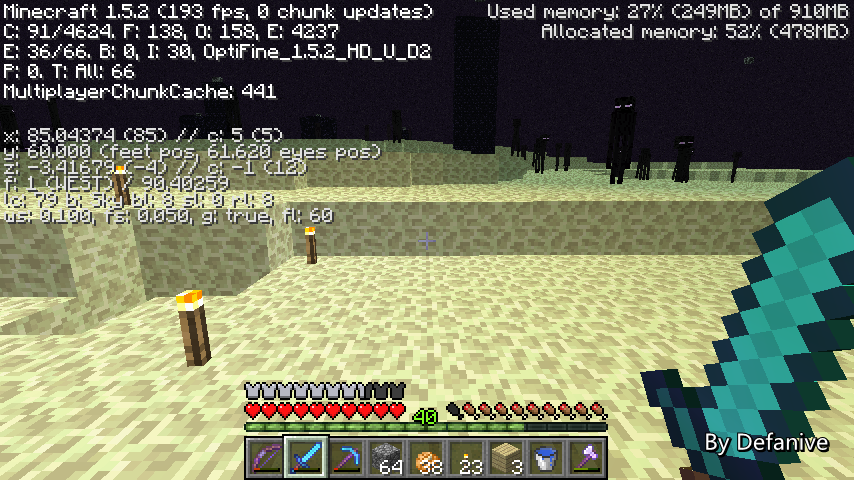 Minecraft 1.5.2 (193 fps, 0 chunk updates)
Used memory: 27% (249MB) of 910MB
C: 91/4624. F: 138, O: 158, E: 4237
Allocated memory: 52% (478MB)
E: 36/66. B: 0, I: 30, OptiFine_1.5.2_HD_U_D2
P: 0. T: All: 66
MultiplayerChunkCache: 441
x: 85.04374 (85) // c: 5 (5)
y: 60.000 (feet pos, 61.620 eyes pos)
z: -3.41679 (-4) // c: -1 (12)
f: 1 (WEST) / 90.40259
lc: 79 b: Sky bl: 8 sl: 0 rl: 8
ws: 0.100, fs: 0.050, g: true, fl: 60
40
64 38 23 3
By Defanive